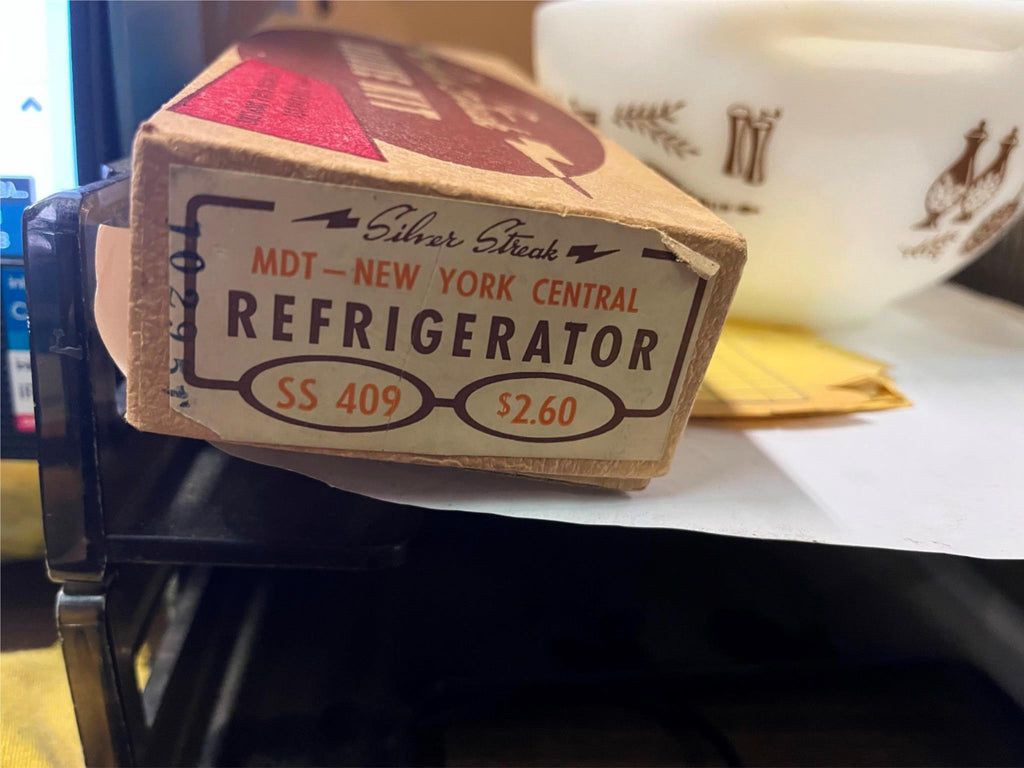 Silver Streak
MDT—NEW YORK CENTRAL
REFRIGERATOR
SS 409
$2.60